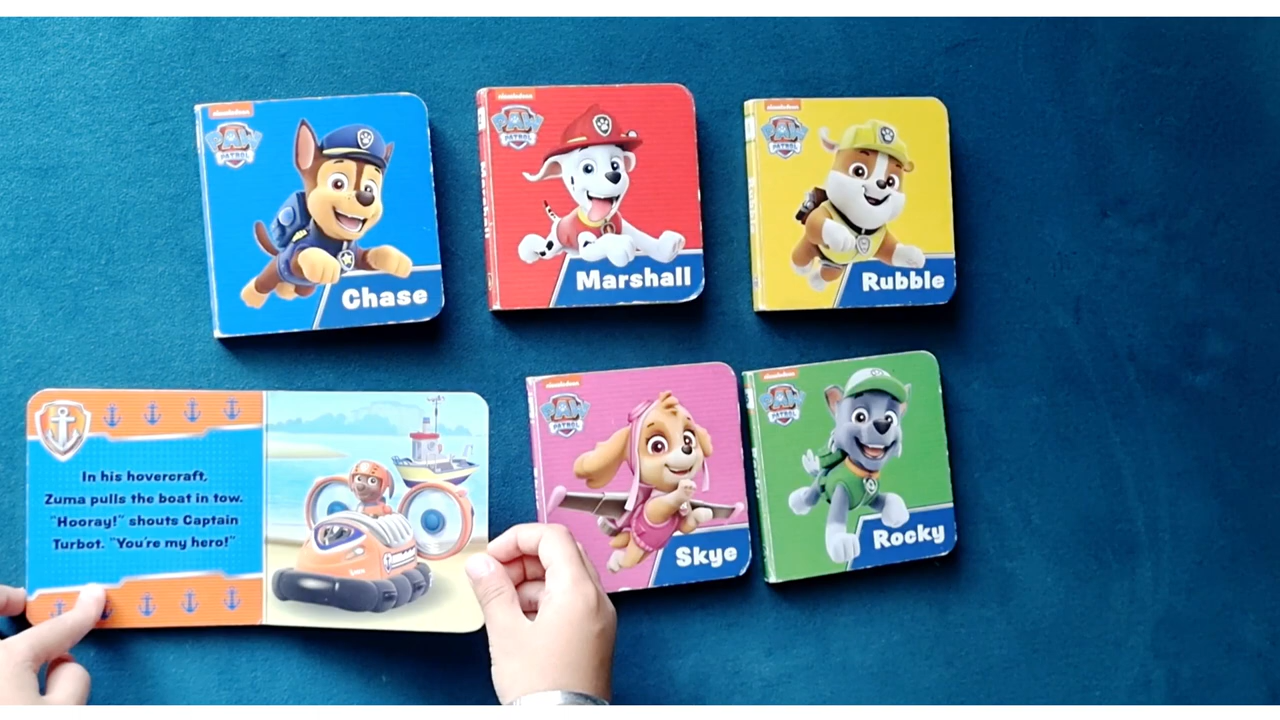 nickelodeon
PAW
PATROL
Chase
nickelodeon
PAW
PATROL
Marshall
Marshall
nickelodeon
PAW
PATROL
Rubble
In his hovercraft,
Zuma pulls the boat in tow.
"Hooray!" shouts Captain
Turbot. "You're my hero!"
nickelodeon
PAW
PATROL
Skye
nickelodeon
PAW
PATROL
Rocky